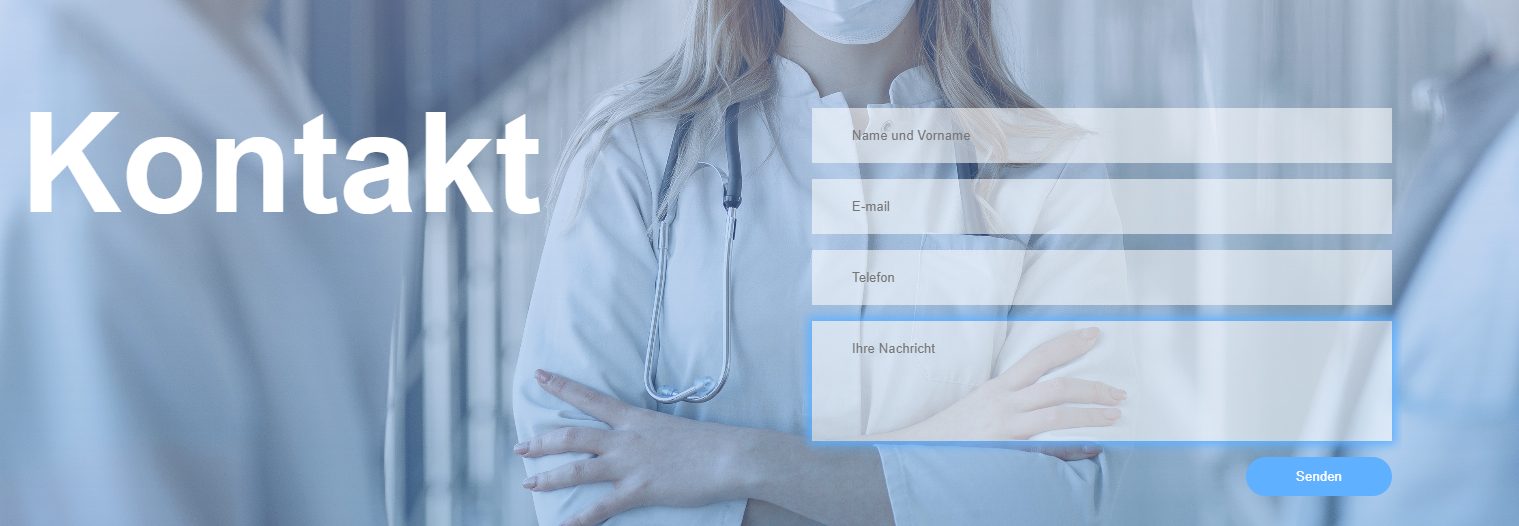 Kontakt
Name und Vorname
E-mail
Telefon
Ihre Nachricht
Senden